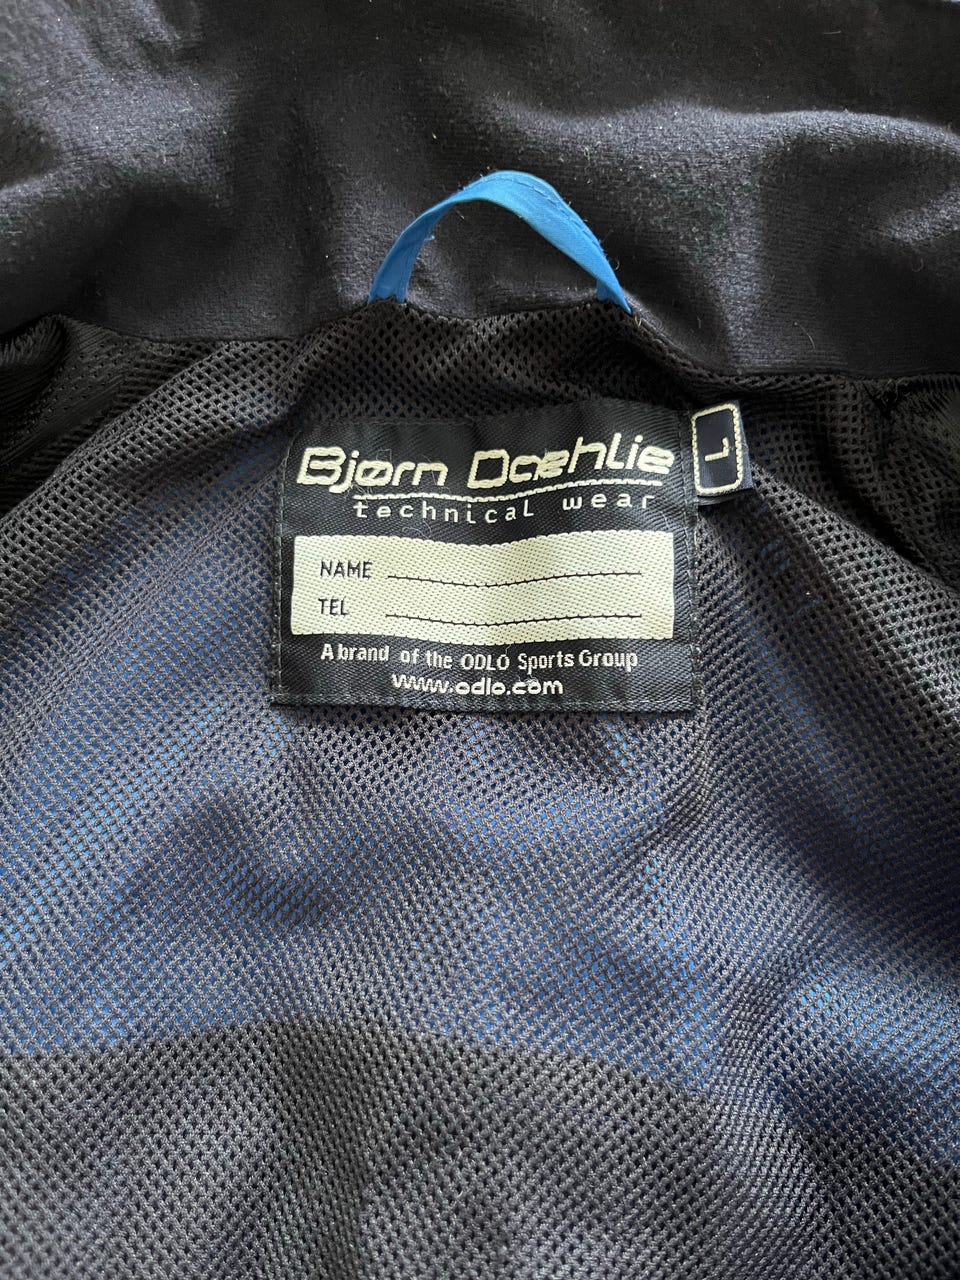 Bjørn Dæhlie
technical wear
L
NAME
TEL
A brand of the ODLO Sports Group
www.odlo.com